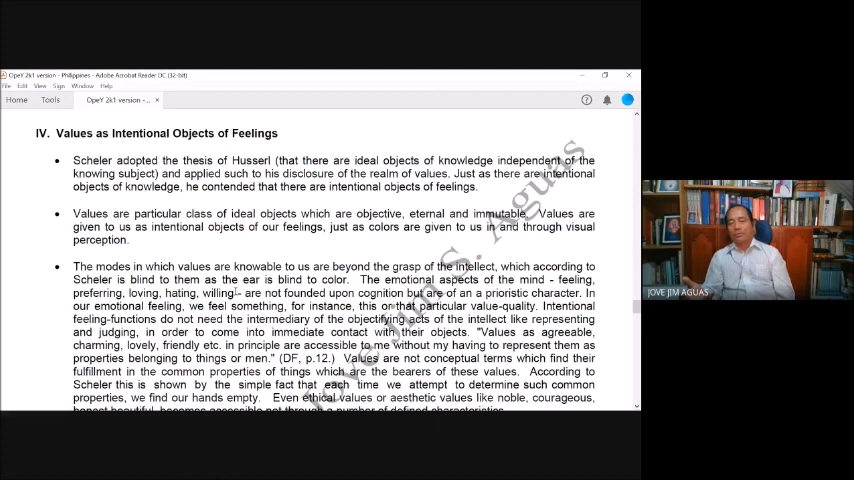 OpeY 2k1 version - Philippines - Adobe Acrobat Reader DC (32-bit)
File Edit View Sign Window Help
Home Tools OpeY 2k1 version -... ×
IV. Values as Intentional Objects of Feelings
• Scheler adopted the thesis of Husserl (that there are ideal objects of knowledge independent of the
knowing subject) and applied such to his disclosure of the realm of values. Just as there are intentional
objects of knowledge, he contended that there are intentional objects of feelings.
• Values are particular class of ideal objects which are objective, eternal and immutable. Values are
given to us as intentional objects of our feelings, just as colors are given to us in and through visual
perception.
• The modes in which values are knowable to us are beyond the grasp of the intellect, which according to
Scheler is blind to them as the ear is blind to color. The emotional aspects of the mind - feeling,
preferring, loving, hating, willing - are not founded upon cognition but are of an a prioristic character. In
our emotional feeling, we feel something, for instance, this or that particular value-quality. Intentional
feeling-functions do not need the intermediary of the objectifying acts of the intellect like representing
and judging, in order to come into immediate contact with their objects. "Values as agreeable,
charming, lovely, friendly etc. in principle are accessible to me without my having to represent them as
properties belonging to things or men." (DF, p.12.) Values are not conceptual terms which find their
fulfillment in the common properties of things which are the bearers of these values. According to
Scheler this is shown by the simple fact that each time we attempt to determine such common
properties, we find our hands empty. Even ethical values or aesthetic values like noble, courageous,
honest beautiful, becomes accessible not through a number of defined characteristics
Jove Jim S. Aguas
JOVE JIM AGUAS